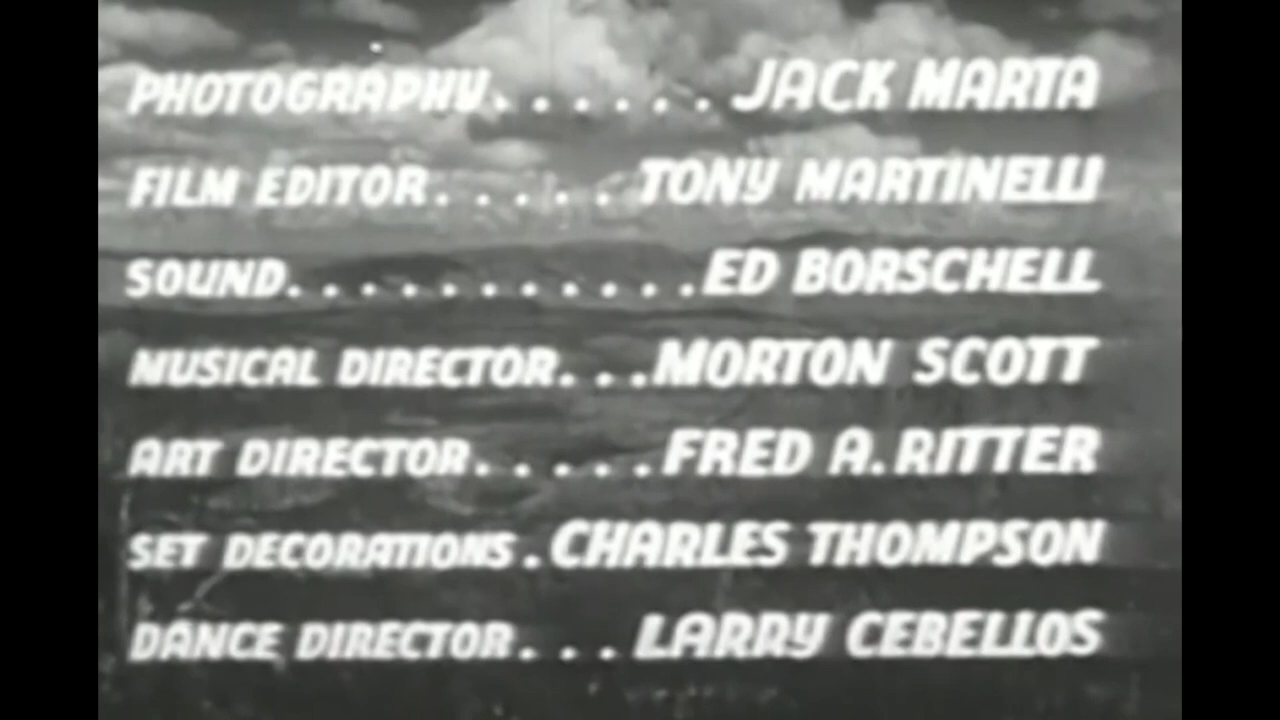 PHOTOGRAPHY. . . . . . JACK MARTA
FILM EDITOR. . . . . TONY MARTINELLI
SOUND. . . . . . . . . . . ED BORSCHELL
MUSICAL DIRECTOR. . . MORTON SCOTT
ART DIRECTOR. . . . . FRED A. RITTER
SET DECORATIONS . CHARLES THOMPSON
DANCE DIRECTOR. . . LARRY CEBELLOS